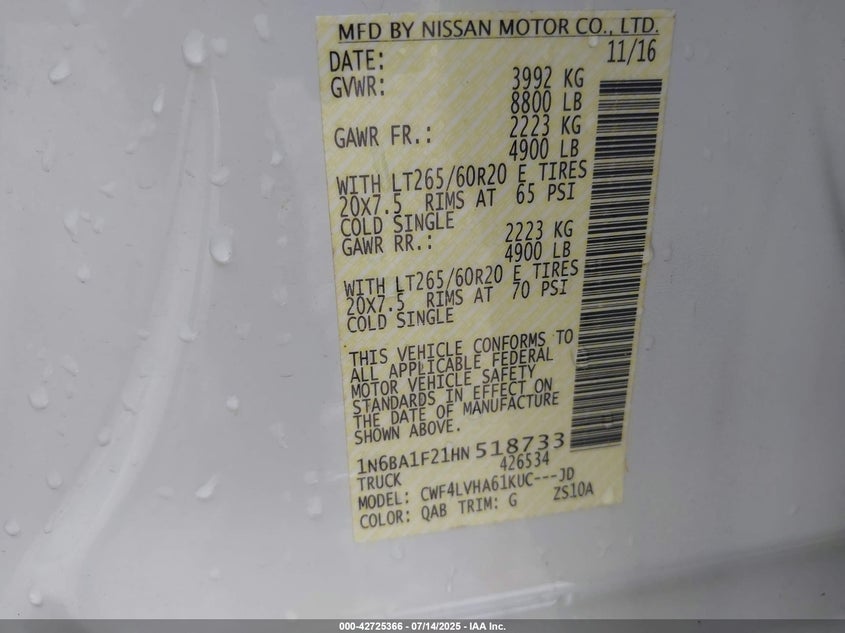 MFD BY NISSAN MOTOR CO., LTD.
DATE: 11/16
GVWR: 3992 KG
8800 LB
GAWR FR.: 2223 KG
4900 LB
WITH LT265/60R20 E TIRES
20X7.5 RIMS AT 65 PSI
COLD SINGLE
GAWR RR.: 2223 KG
4900 LB
WITH LT265/60R20 E TIRES
20X7.5 RIMS AT 70 PSI
COLD SINGLE
THIS VEHICLE CONFORMS TO
ALL APPLICABLE FEDERAL
MOTOR VEHICLE SAFETY
STANDARDS IN EFFECT ON
THE DATE OF MANUFACTURE
SHOWN ABOVE.
1N6BA1F21HN518733
TRUCK 426534
MODEL: CWF4LVHA61KUC---JD
COLOR: QAB TRIM: G ZS10A
000-42725366 - 07/14/2025 - IAA Inc.